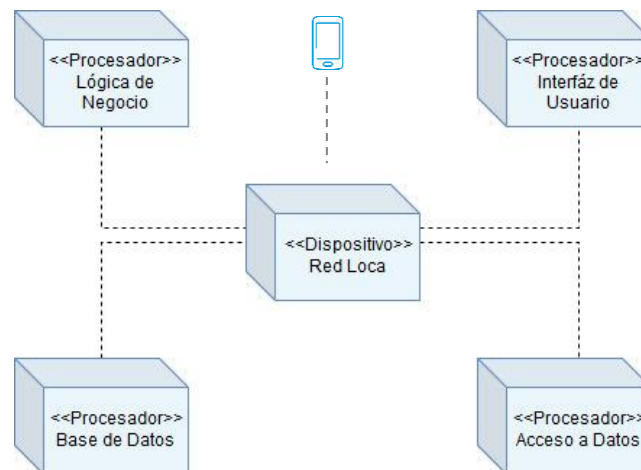 <<Procesador>>
Lógica de
Negocio
<<Procesador>>
Interfáz de
Usuario
<<Dispositivo>>
Red Loca
<<Procesador>>
Base de Datos
<<Procesador>>
Acceso a Datos